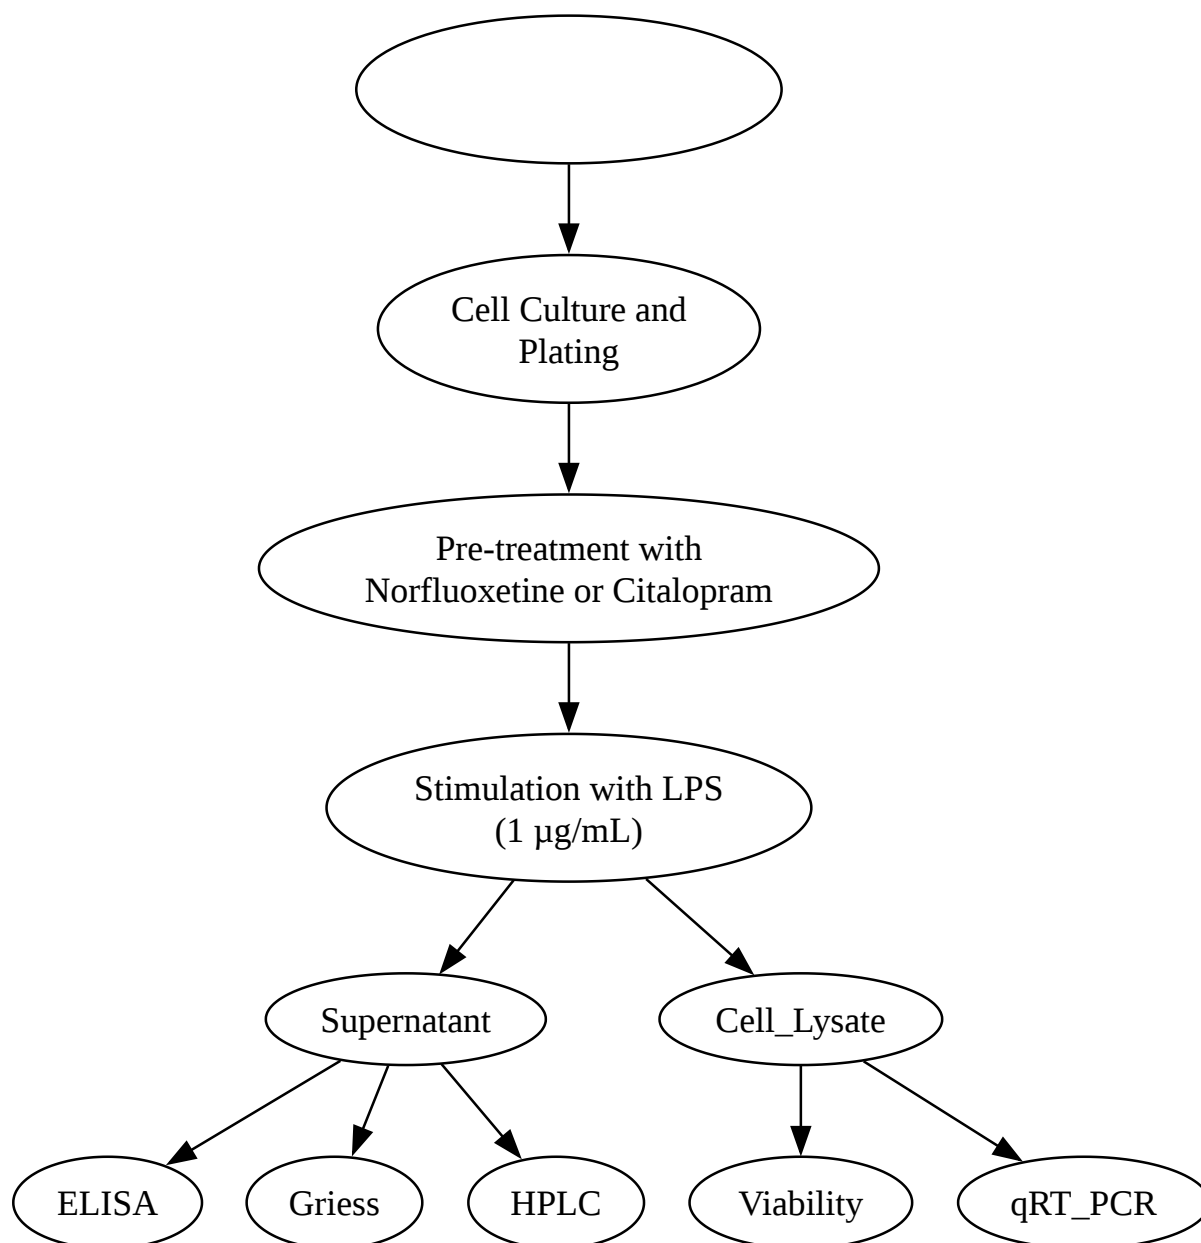 Cell Culture and
Plating
Pre-treatment with
Norfluoxetine or Citalopram
Stimulation with LPS
(1 µg/mL)
Supernatant
Cell_Lysate
ELISA
Griess
HPLC
Viability
qRT_PCR